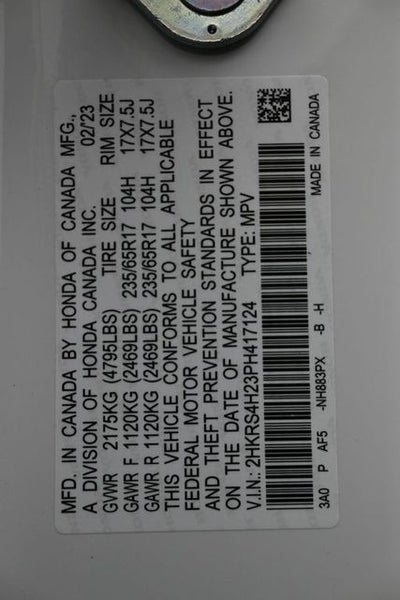 MFD. IN CANADA BY HONDA OF CANADA MFG.,
A DIVISION OF HONDA CANADA INC. 02/23
GVWR 2175KG (4795LBS) TIRE SIZE RIM SIZE
GAWR F 1120KG (2469LBS) 235/65R17 104H 17X7.5J
GAWR R 1120KG (2469LBS) 235/65R17 104H 17X7.5J
THIS VEHICLE CONFORMS TO ALL APPLICABLE
FEDERAL MOTOR VEHICLE SAFETY
AND THEFT PREVENTION STANDARDS IN EFFECT
ON THE DATE OF MANUFACTURE SHOWN ABOVE.
V.I.N.: 2HKRS4H23PH417124 TYPE: MPV
3A0 P AF5 -NH883PX -B -H MADE IN CANADA